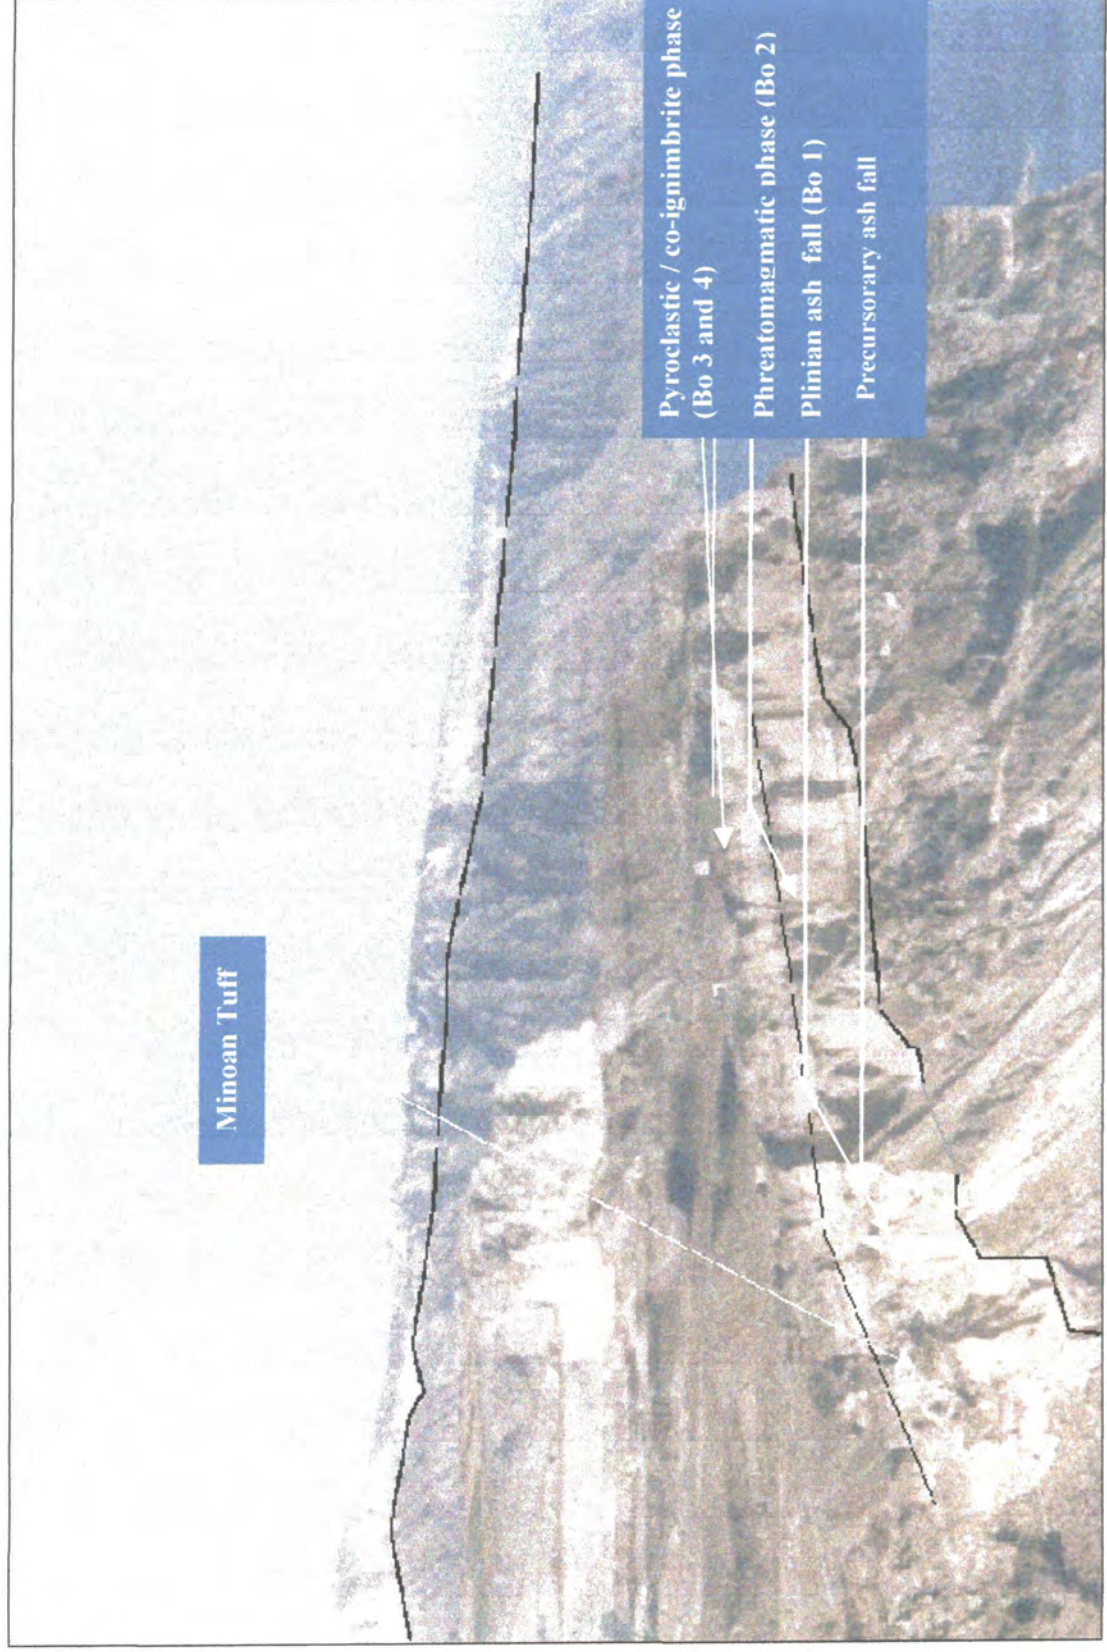 Minoan Tuff
Pyroclastic / co-ignimbrite phase
(Bo 3 and 4)
Phreatomagmatic phase (Bo 2)
Plinian ash fall (Bo 1)
Precursorary ash fall